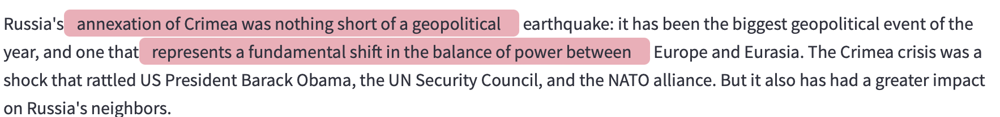 Russia's annexation of Crimea was nothing short of a geopolitical earthquake: it has been the biggest geopolitical event of the
year, and one that represents a fundamental shift in the balance of power between Europe and Eurasia. The Crimea crisis was a
shock that rattled US President Barack Obama, the UN Security Council, and the NATO alliance. But it also has had a greater impact
on Russia's neighbors.